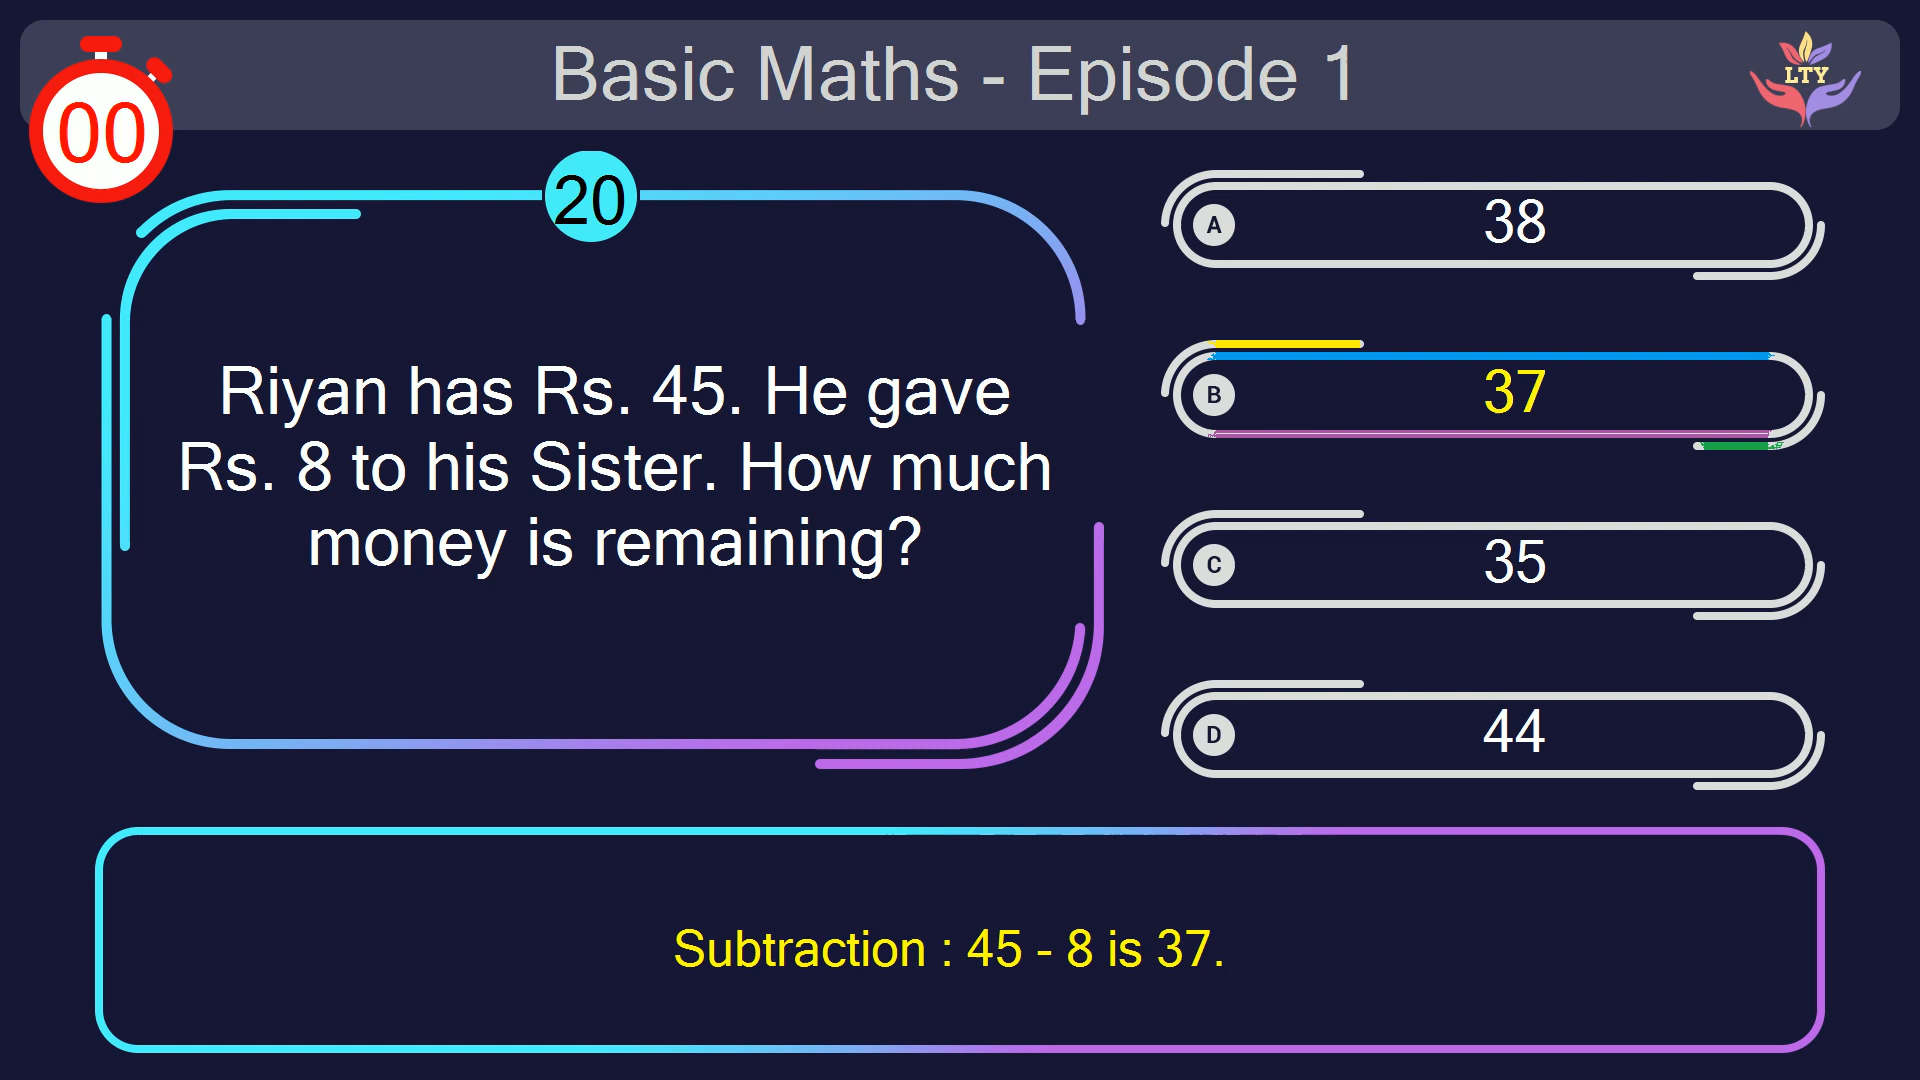 Basic Maths - Episode 1
LTY
00
20
Riyan has Rs. 45. He gave
Rs. 8 to his Sister. How much
money is remaining?
A 38
B 37
C 35
D 44
Subtraction : 45 - 8 is 37.